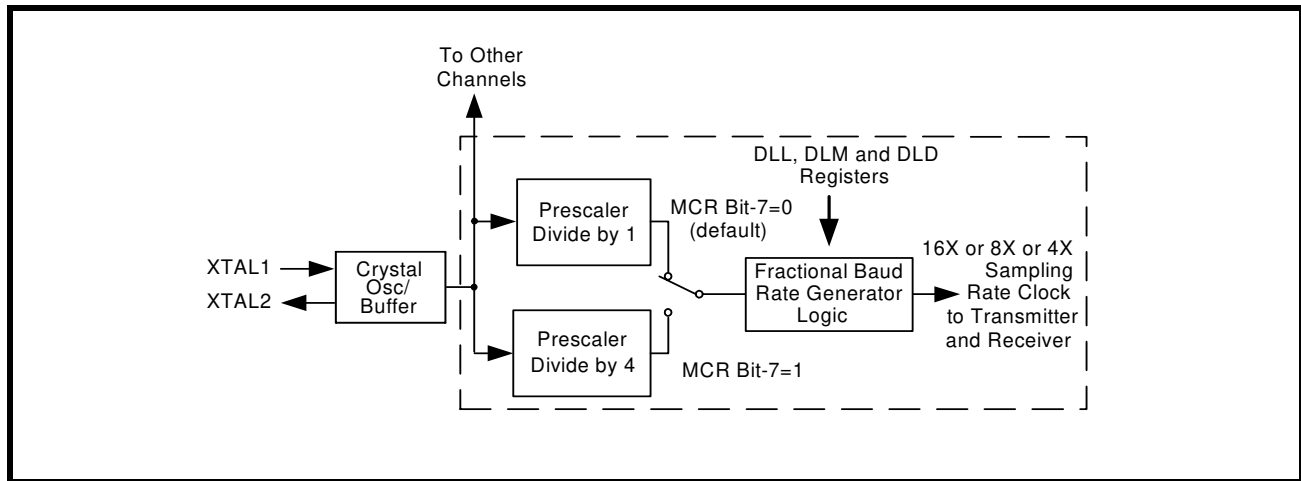 To Other
Channels
DLL, DLM and DLD
Registers
Prescaler
Divide by 1
MCR Bit-7=0
(default)
XTAL1
XTAL2
Crystal
Osc/
Buffer
Fractional Baud
Rate Generator
Logic
16X or 8X or 4X
Sampling
Rate Clock
to Transmitter
and Receiver
Prescaler
Divide by 4
MCR Bit-7=1